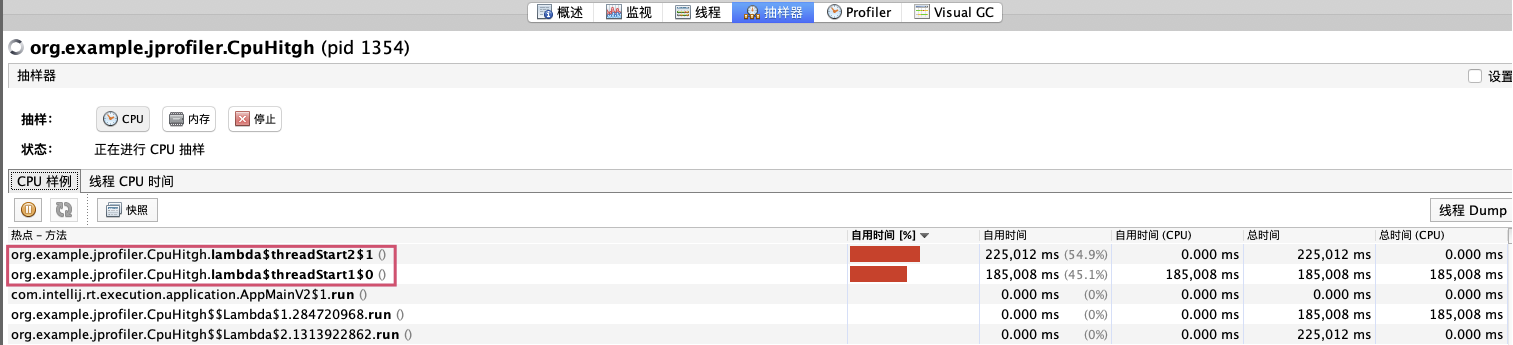 概述 监视 线程 抽样器 Profiler Visual GC
org.example.jprofiler.CpuHitgh (pid 1354)
抽样器 设置
抽样： CPU 内存 停止
状态： 正在进行 CPU 抽样
CPU 样例 线程 CPU 时间
快照 线程 Dump
热点 – 方法 自用时间 [%] 自用时间 自用时间 (CPU) 总时间 总时间 (CPU)
org.example.jprofiler.CpuHitgh.lambda$threadStart2$1 () 225,012 ms (54.9%) 0.000 ms 225,012 ms 0.000 ms
org.example.jprofiler.CpuHitgh.lambda$threadStart1$0 () 185,008 ms (45.1%) 185,008 ms 185,008 ms 185,008 ms
com.intellij.rt.execution.application.AppMainV2$1.run () 0.000 ms (0%) 0.000 ms 0.000 ms 0.000 ms
org.example.jprofiler.CpuHitgh$$Lambda$1.284720968.run () 0.000 ms (0%) 0.000 ms 185,008 ms 185,008 ms
org.example.jprofiler.CpuHitgh$$Lambda$2.1313922862.run () 0.000 ms (0%) 0.000 ms 225,012 ms 0.000 ms